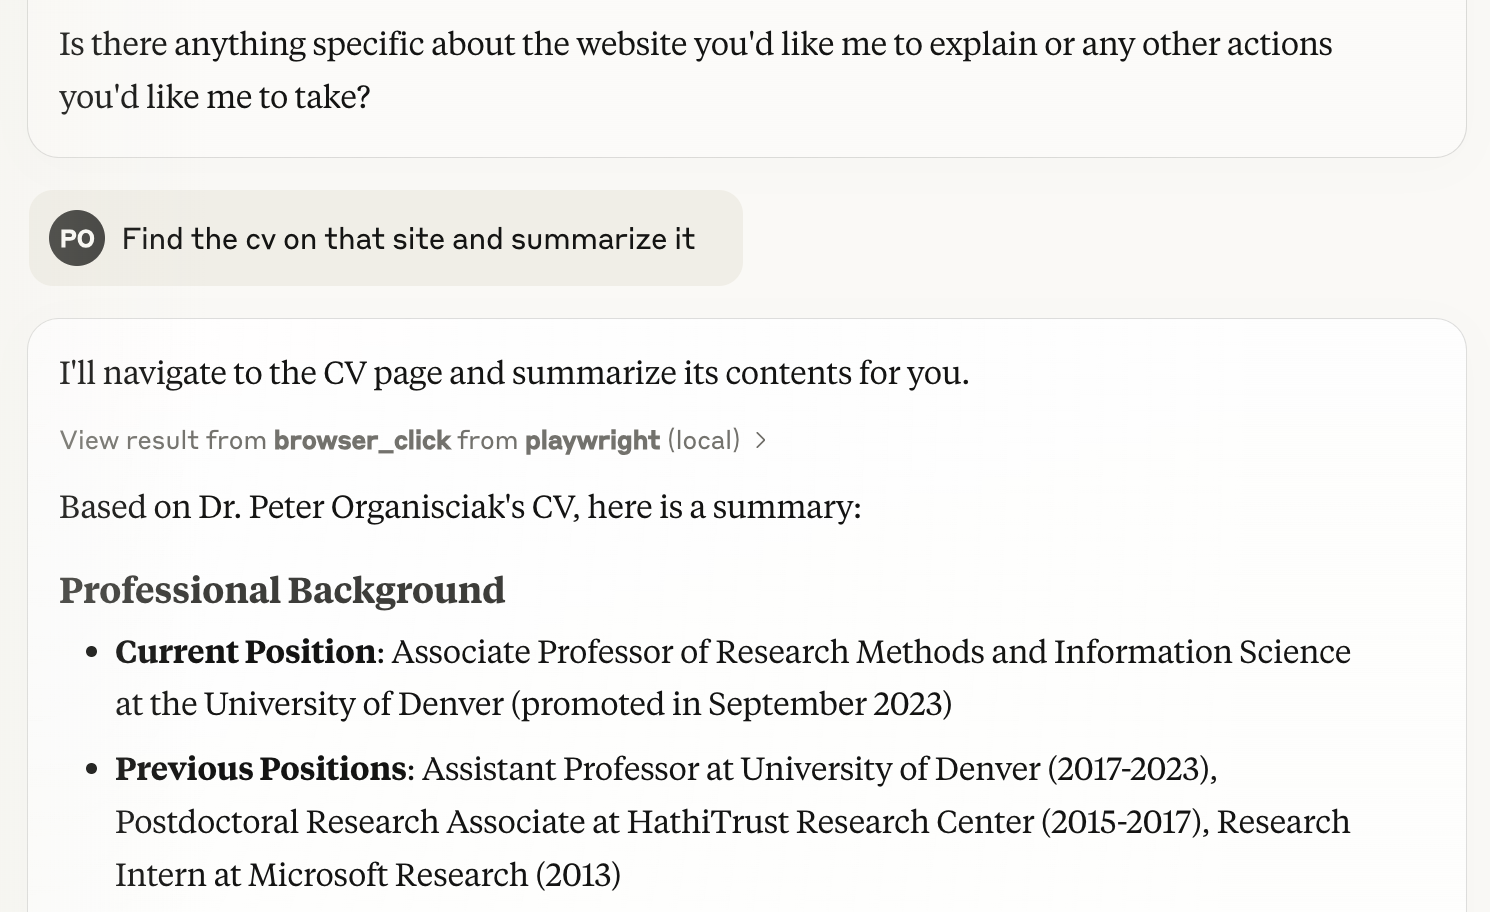 Is there anything specific about the website you'd like me to explain or any other actions
you'd like me to take?
PO Find the cv on that site and summarize it
I'll navigate to the CV page and summarize its contents for you.
View result from browser_click from playwright (local)
Based on Dr. Peter Organisciak's CV, here is a summary:
Professional Background
• Current Position: Associate Professor of Research Methods and Information Science
at the University of Denver (promoted in September 2023)
• Previous Positions: Assistant Professor at University of Denver (2017-2023),
Postdoctoral Research Associate at HathiTrust Research Center (2015-2017), Research
Intern at Microsoft Research (2013)